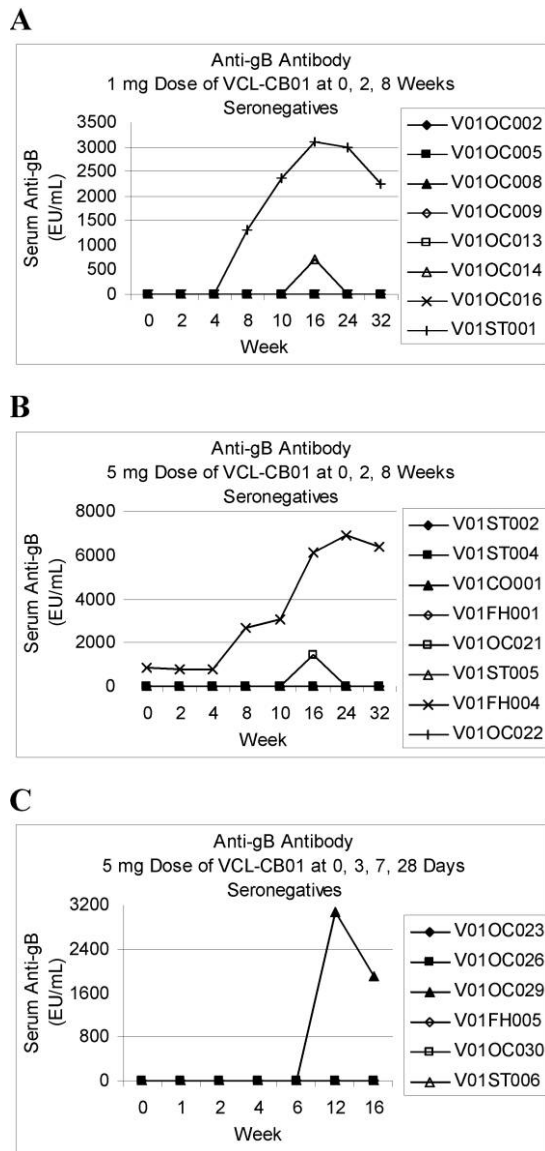 A
Anti-gB Antibody
1 mg Dose of VCL-CB01 at 0, 2, 8 Weeks
Seronegatives
Serum Anti-gB
(EU/mL)
3500
3000
2500
2000
1500
1000
500
0
0 2 4 8 10 16 24 32
Week
V01OC002
V01OC005
V01OC008
V01OC009
V01OC013
V01OC014
V01OC016
V01ST001
B
Anti-gB Antibody
5 mg Dose of VCL-CB01 at 0, 2, 8 Weeks
Seronegatives
Serum Anti-gB
(EU/mL)
8000
6000
4000
2000
0
0 2 4 8 10 16 24 32
Week
V01ST002
V01ST004
V01CO001
V01FH001
V01OC021
V01ST005
V01FH004
V01OC022
C
Anti-gB Antibody
5 mg Dose of VCL-CB01 at 0, 3, 7, 28 Days
Seronegatives
Serum Anti-gB
(EU/mL)
3200
2400
1600
800
0
0 1 2 4 6 12 16
Week
V01OC023
V01OC026
V01OC029
V01FH005
V01OC030
V01ST006